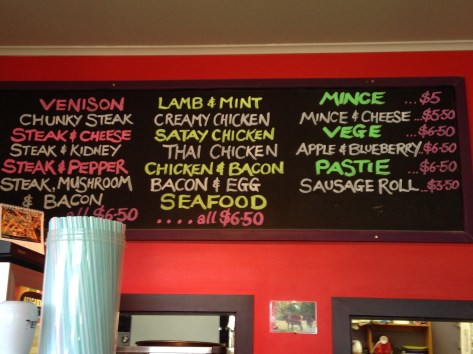 VENISON
CHUNKY STEAK
STEAK & CHEESE
STEAK & KIDNEY
STEAK & PEPPER
STEAK, MUSHROOM
& BACON
....all $6-50
LAMB & MINT
CREAMY CHICKEN
SATAY CHICKEN
THAI CHICKEN
CHICKEN & BACON
BACON & EGG
SEAFOOD
....all $6-50
MINCE ...$5
MINCE & CHEESE...$5-50
VEGE ...$6-50
APPLE & BLUEBERRY $6-50
PASTIE ...$6-50
SAUSAGE ROLL ...$3-50